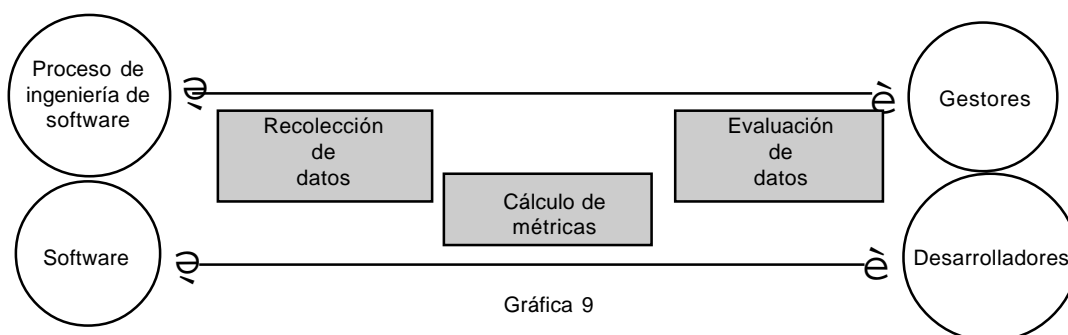 Proceso de
ingeniería de
software
Gestores
Recolección
de
datos
Evaluación
de
datos
Cálculo de
métricas
Software
Desarrolladores
Gráfica 9